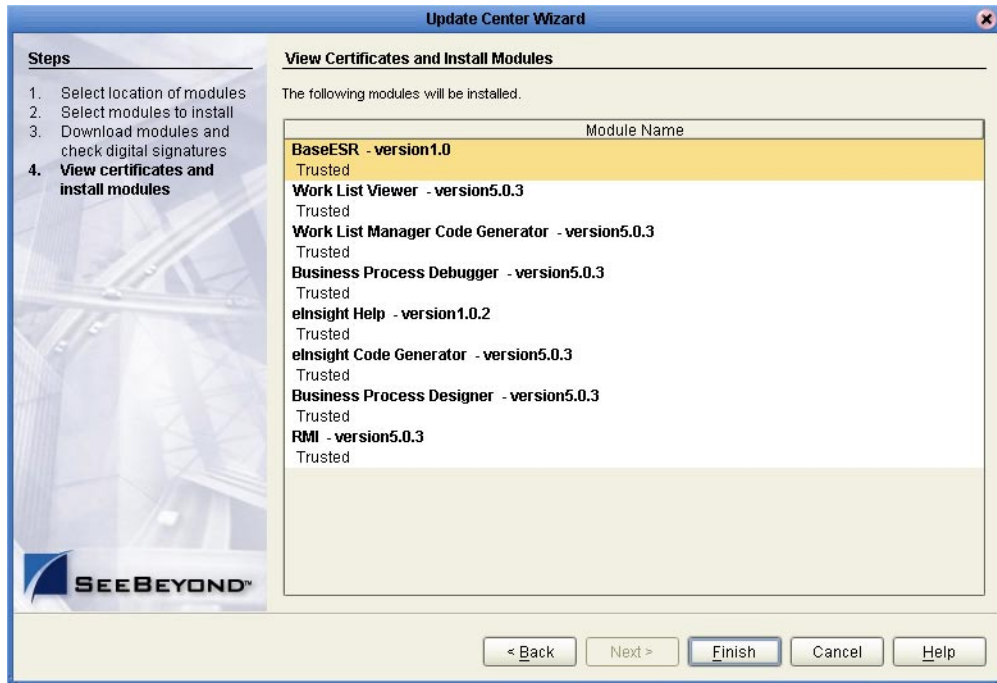 Update Center Wizard
Steps
1. Select location of modules
2. Select modules to install
3. Download modules and
check digital signatures
4. View certificates and
install modules
SEEBEYOND™
View Certificates and Install Modules
The following modules will be installed.
Module Name
BaseESR - version1.0
Trusted
Work List Viewer - version5.0.3
Trusted
Work List Manager Code Generator - version5.0.3
Trusted
Business Process Debugger - version5.0.3
Trusted
eInsight Help - version1.0.2
Trusted
eInsight Code Generator - version5.0.3
Trusted
Business Process Designer - version5.0.3
Trusted
RMI - version5.0.3
Trusted
< Back
Next >
Finish
Cancel
Help